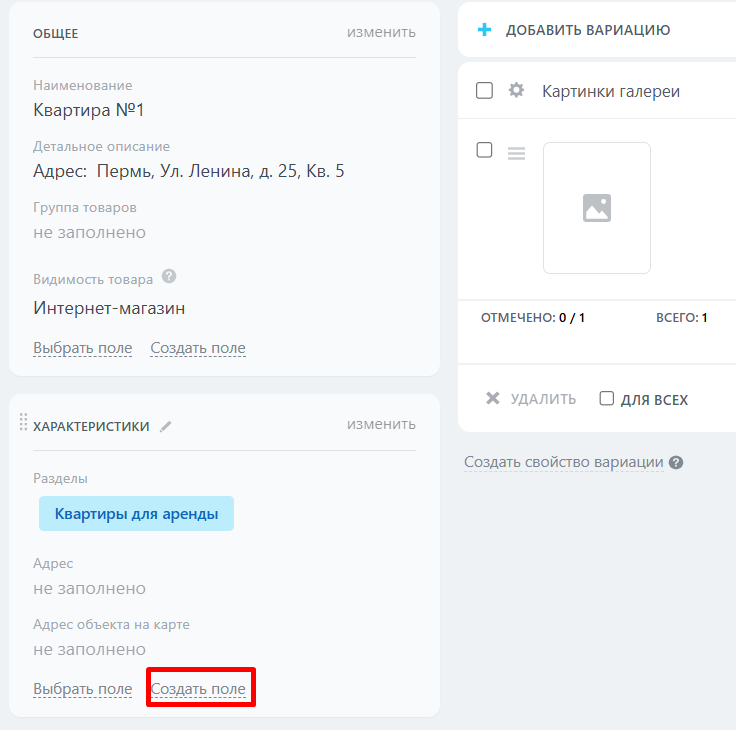 ОБЩЕЕ
изменить
Наименование
Квартира №1
Детальное описание
Адрес: Пермь, Ул. Ленина, д. 25, Кв. 5
Группа товаров
не заполнено
Видимость товара ?
Интернет-магазин
Выбрать поле Создать поле
ХАРАКТЕРИСТИКИ
изменить
Разделы
Квартиры для аренды
Адрес
не заполнено
Адрес объекта на карте
не заполнено
Выбрать поле Создать поле
ДОБАВИТЬ ВАРИАЦИЮ
Картинки галереи
ОТМЕЧЕНО: 0 / 1 ВСЕГО: 1
УДАЛИТЬ ДЛЯ ВСЕХ
Создать свойство вариации ?